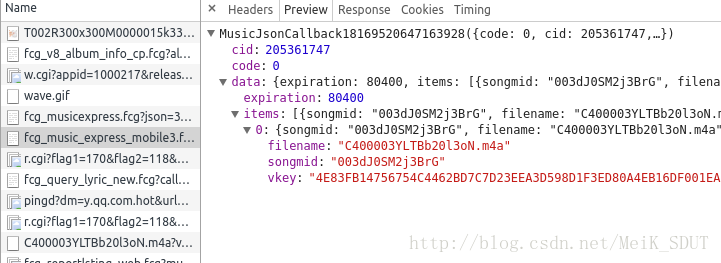 Name
T002R300x300M0000015k33...
fcg_v8_album_info_cp.fcg?al...
w.cgi?appid=1000217&releas...
wave.gif
fcg_musicexpress.fcg?json=3...
fcg_music_express_mobile3.f...
r.cgi?flag1=170&flag2=118&...
fcg_query_lyric_new.fcg?call...
pingd?dm=y.qq.com.hot&url...
r.cgi?flag1=170&flag2=118&...
C400003YLTBb20l3oN.m4a?v...
fcg_reportlsting_web.fcg?mu...
× Headers Preview Response Cookies Timing
▼MusicJsonCallback18169520647163928({code: 0, cid: 205361747,…})
cid: 205361747
code: 0
▼data: {expiration: 80400, items: [{songmid: "003dJ0SM2j3BrG", filenam
expiration: 80400
▼items: [{songmid: "003dJ0SM2j3BrG", filename: "C400003YLTBb20l3oN.m
▼0: {songmid: "003dJ0SM2j3BrG", filename: "C400003YLTBb20l3oN.m4a"
filename: "C400003YLTBb20l3oN.m4a"
songmid: "003dJ0SM2j3BrG"
vkey: "4E83FB14756754C4462BD7C7D23EEA3D598D1F3ED80A4EB16DF001EA
http://blog.csdn.net/MeiK_SDUT